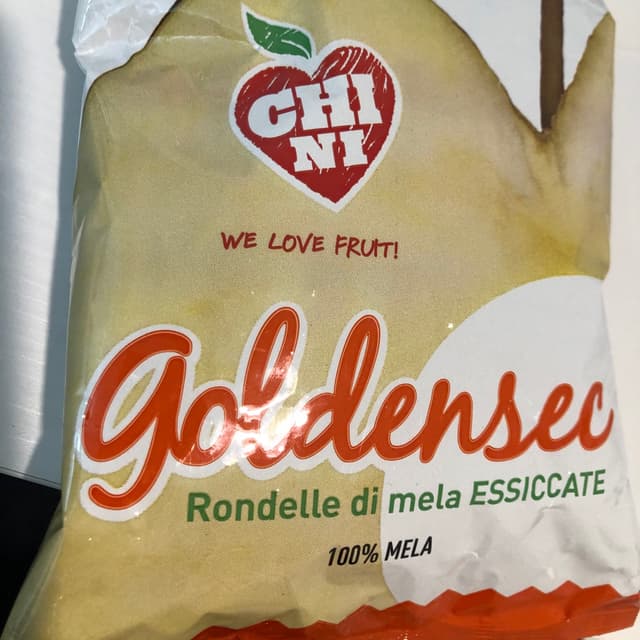 CHI
NI
WE LOVE FRUIT!
Goldensec
Rondelle di mela ESSICCATE
100% MELA